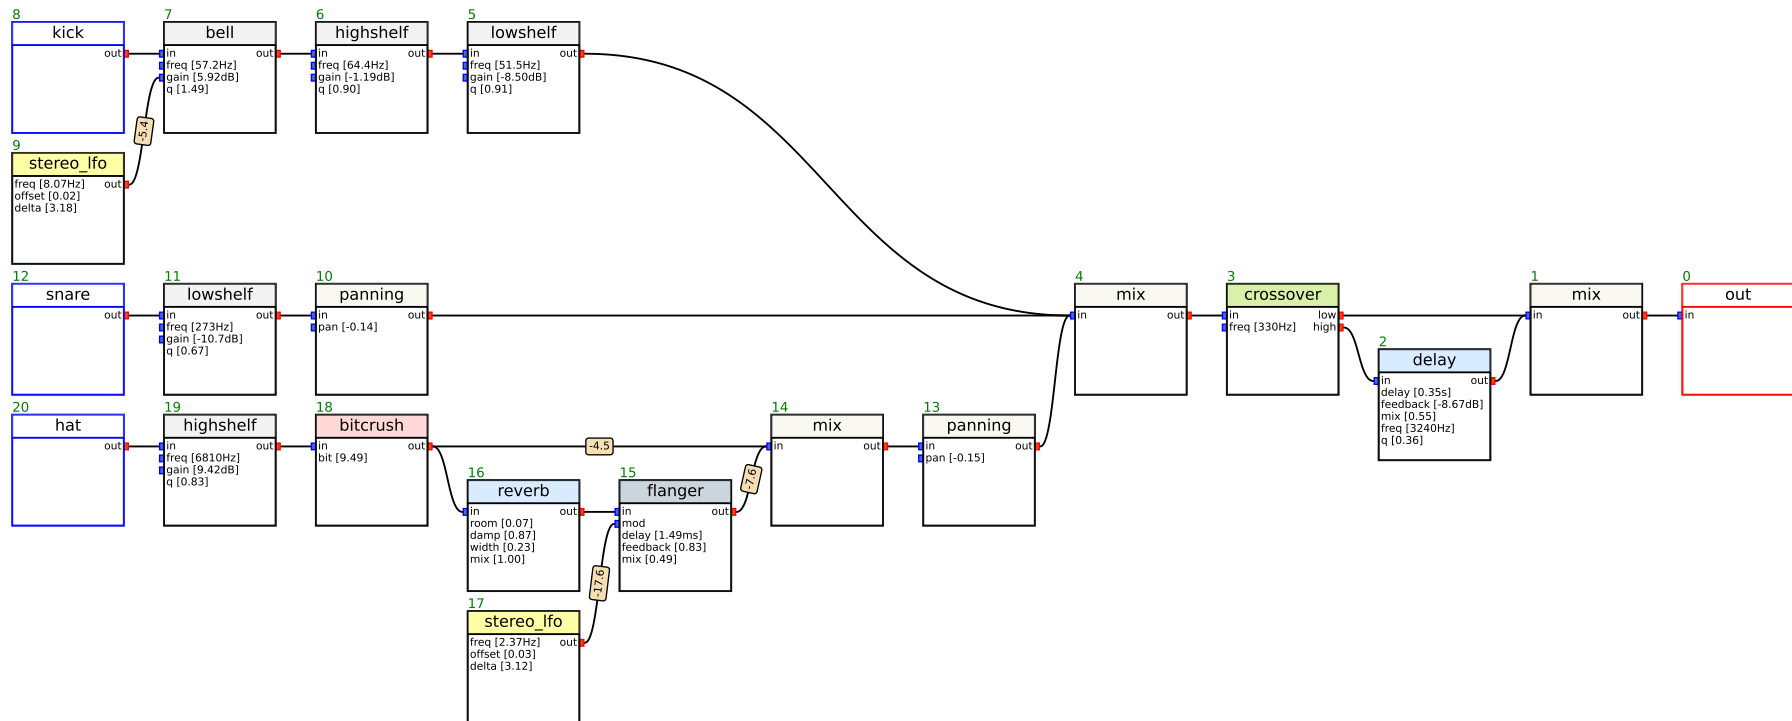 8
kick
out
7
bell
in out
freq [57.2Hz]
gain [5.92dB]
q [1.49]
6
highshelf
in out
freq [64.4Hz]
gain [-1.19dB]
q [0.90]
5
lowshelf
in out
freq [51.5Hz]
gain [-8.50dB]
q [0.91]
-5.4
9
stereo_lfo
freq [8.07Hz] out
offset [0.02]
delta [3.18]
12
snare
out
11
lowshelf
in out
freq [273Hz]
gain [-10.7dB]
q [0.67]
10
panning
in out
pan [-0.14]
4
mix
in out
3
crossover
in low
freq [330Hz] high
1
mix
in out
0
out
in
2
delay
in out
delay [0.35s]
feedback [-8.67dB]
mix [0.55]
freq [3240Hz]
q [0.36]
20
hat
out
19
highshelf
in out
freq [6810Hz]
gain [9.42dB]
q [0.83]
18
bitcrush
in out
bit [9.49]
-4.5
14
mix
in out
13
panning
in out
pan [-0.15]
16
reverb
in out
room [0.07]
damp [0.87]
width [0.23]
mix [1.00]
15
flanger
in out
mod
delay [1.49ms]
feedback [0.83]
mix [0.49]
-7.6
-17.6
17
stereo_lfo
freq [2.37Hz] out
offset [0.03]
delta [3.12]